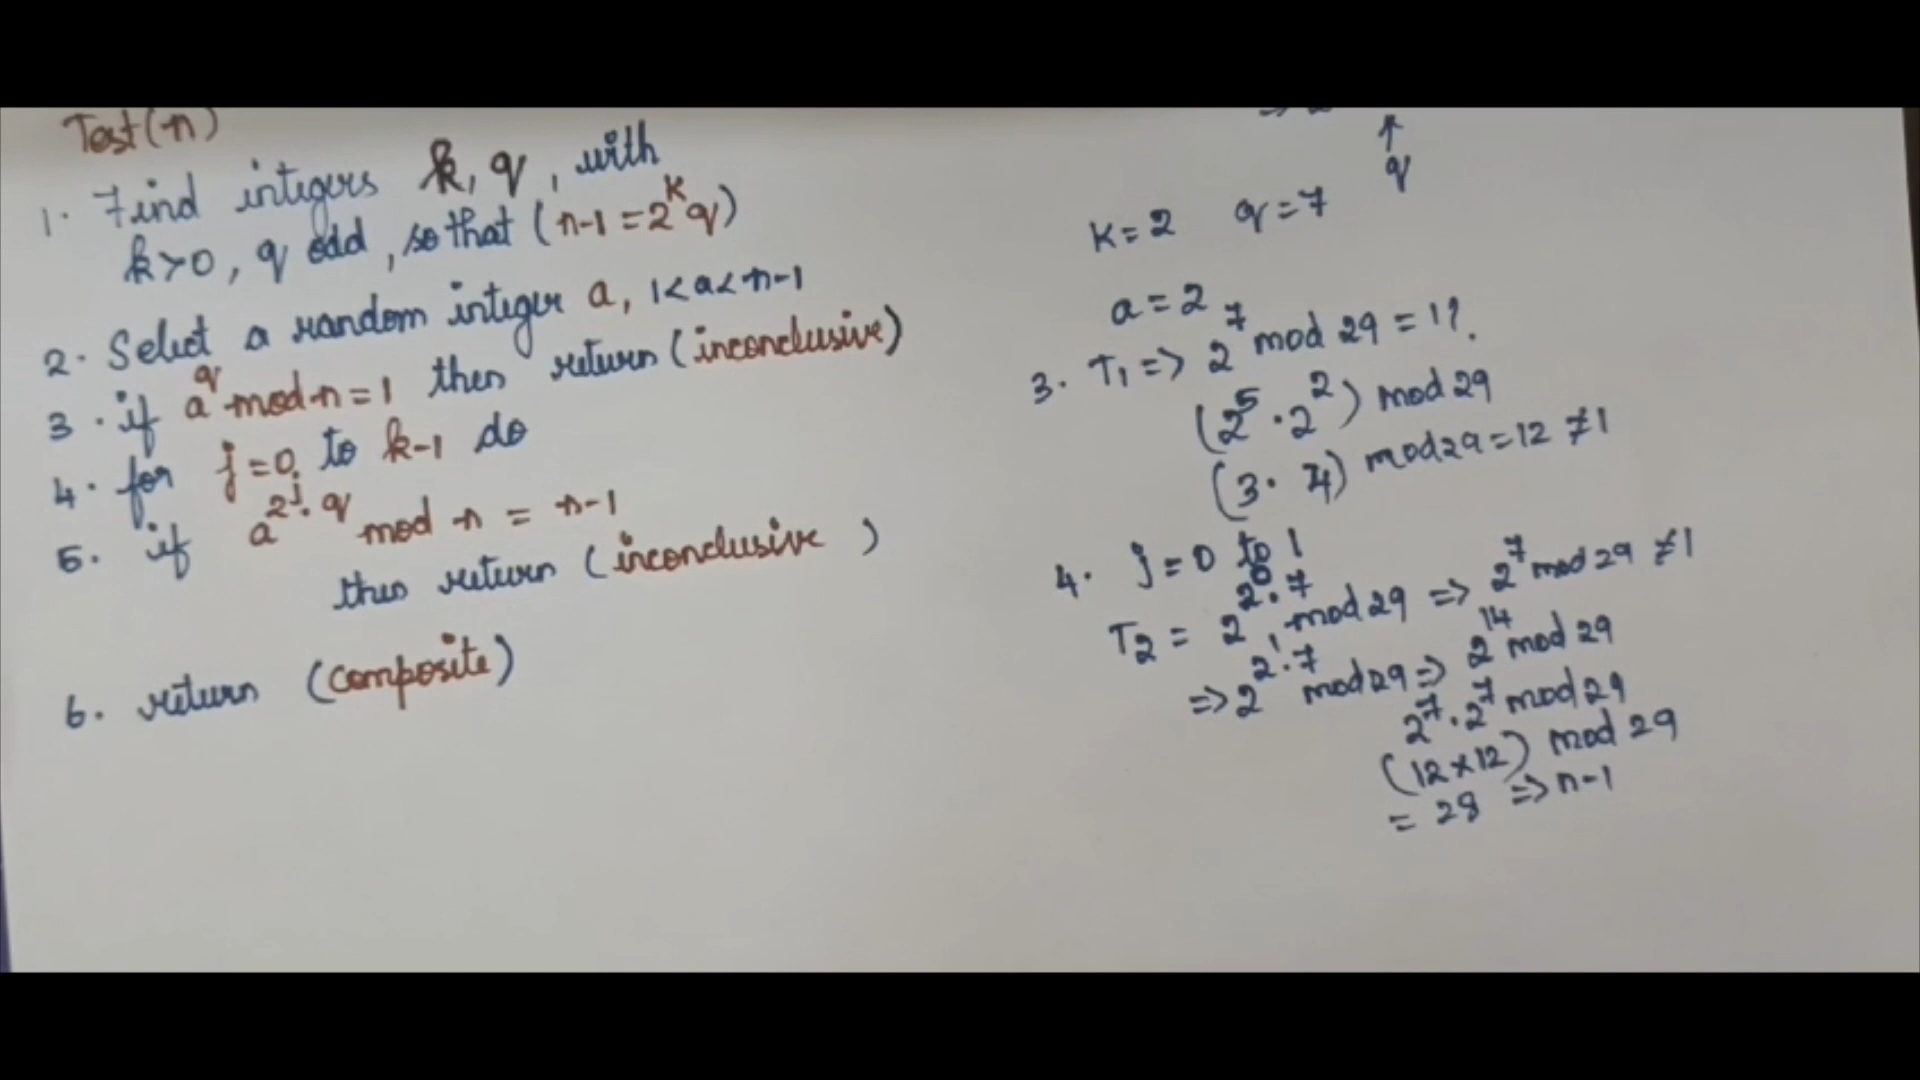 Test(n)
1. Find integers k, q, with
k>0, q odd, so that (n-1 = 2^k q)
2. Select a random integer a, 1<a<n-1
3. if a^q mod n = 1 then return (inconclusive)
4. for j=0 to k-1 do
5. if a^2^j.q mod n = n-1
then return (inconclusive)
6. return (composite)
↑
q
K=2 q=7
a=2
3. T₁ => 2^7 mod 29 = 1?.
(2^5 . 2^2) mod 29
(3. 4) mod 29 = 12 ≠ 1
4. j=0 to 1
T₂ = 2^2^0.7 mod 29 => 2^7 mod 29 ≠ 1
=> 2^2^1.7 mod 29 => 2^14 mod 29
2^7 . 2^7 mod 29
(12×12) mod 29
= 28 => n-1